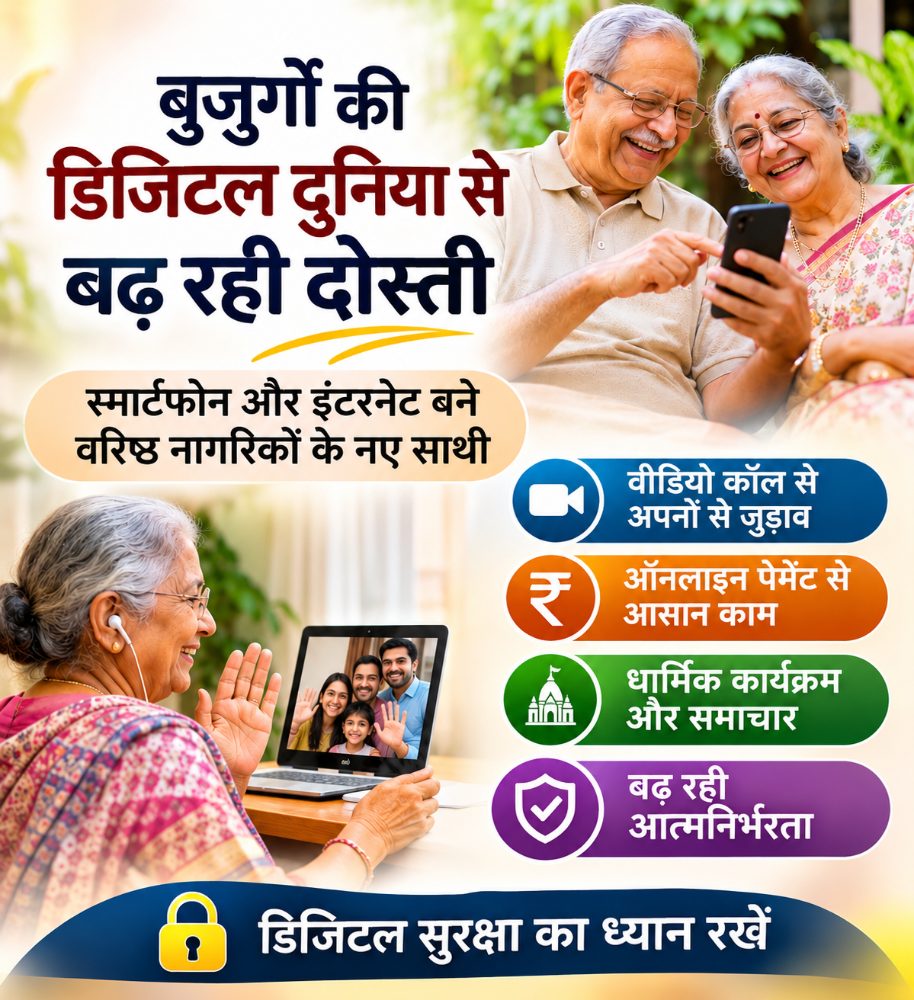 बुजुर्गो की
डिजिटल दुनिया से
बढ़ रही दोस्ती
स्मार्टफोन और इंटरनेट बने
वरिष्ठ नागरिकों के नए साथी
वीडियो कॉल से
अपनों से जुड़ाव
₹
ऑनलाइन पेमेंट से
आसान काम
धार्मिक कार्यक्रम
और समाचार
बढ़ रही
आत्मनिर्भरता
डिजिटल सुरक्षा का ध्यान रखें